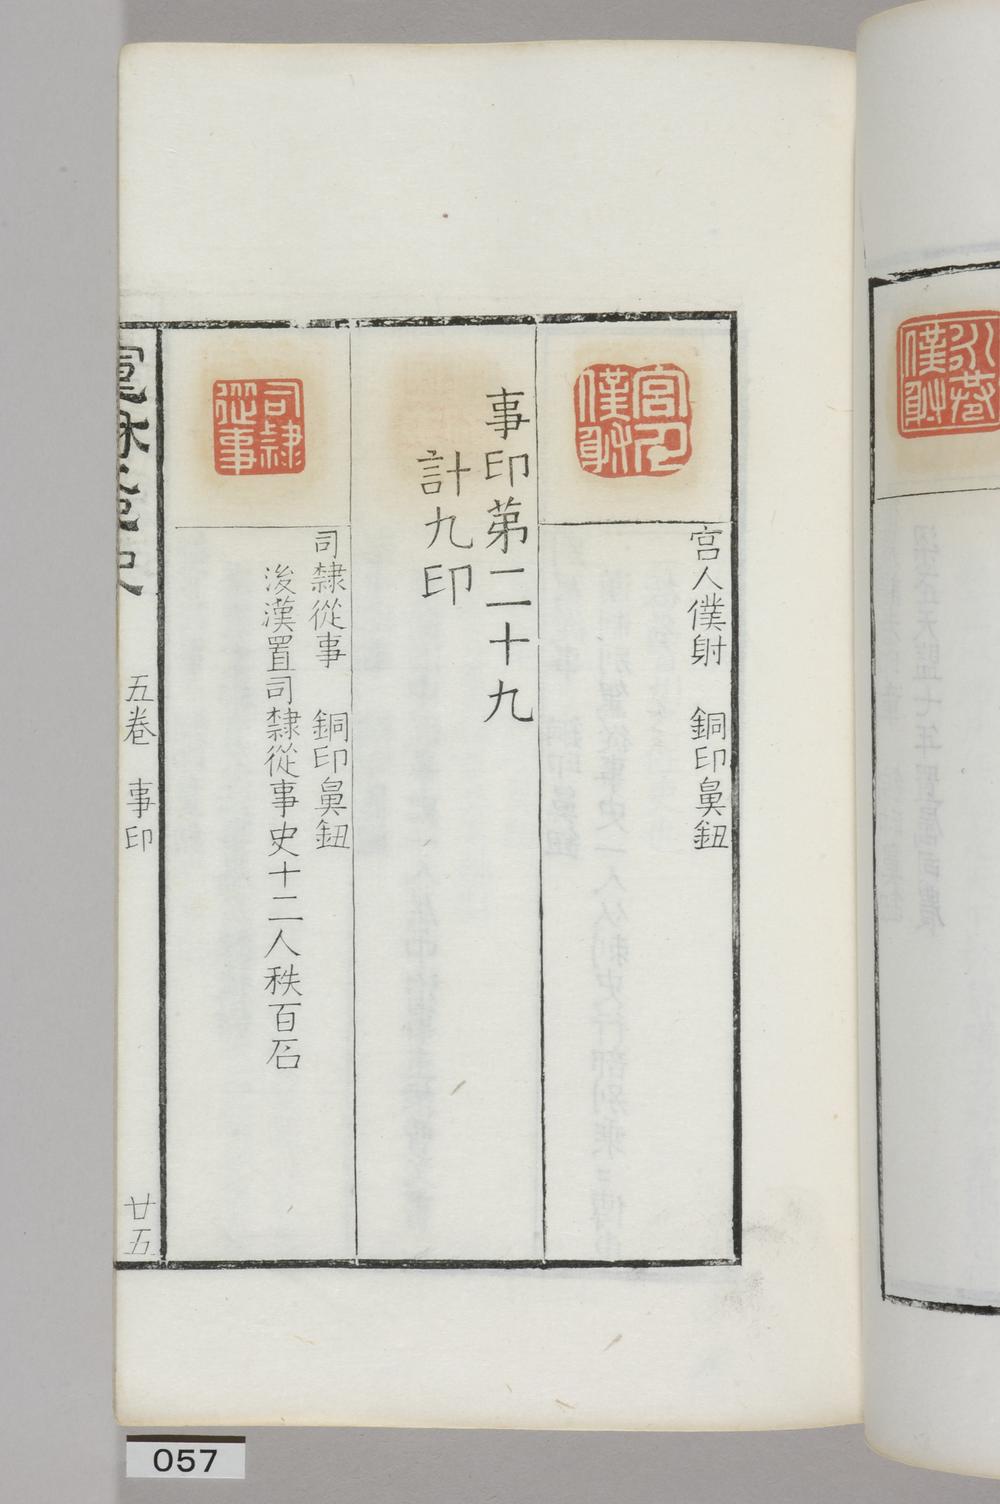 宮人僕射
宮人僕射　銅印鼻鈕
事印第二十九
計九印
司隸從事
司隸從事　銅印鼻鈕
後漢置司隸從事史十二人秩百石
五卷　事印
廿五
僕射
057